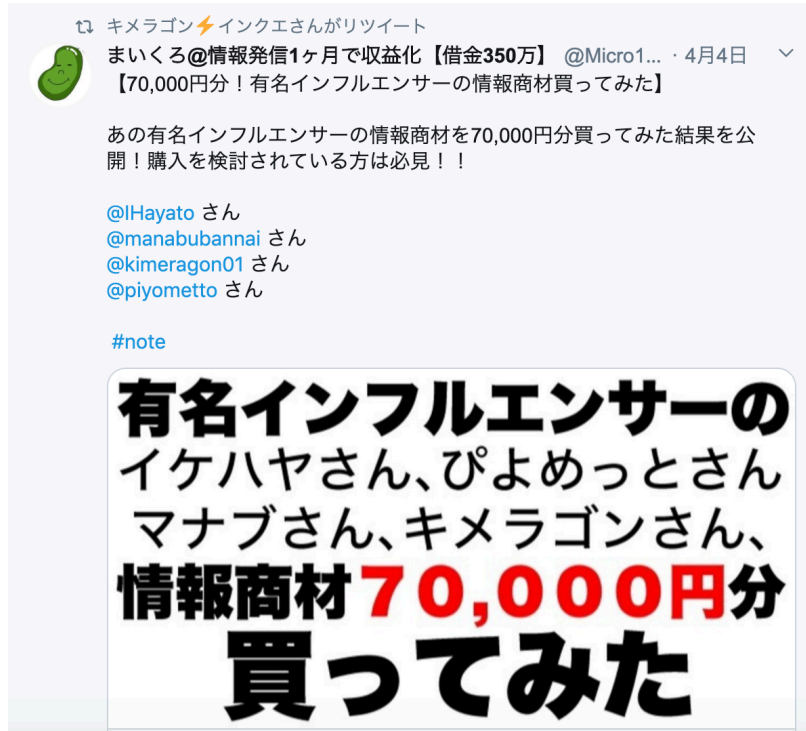 キメラゴン⚡インクエさんがリツイート
まいくろ@情報発信1ヶ月で収益化【借金350万】 @Micro1... · 4月4日
【70,000円分！有名インフルエンサーの情報商材買ってみた】
あの有名インフルエンサーの情報商材を70,000円分買ってみた結果を公
開！購入を検討されている方は必見！！
@IHayato さん
@manabubannai さん
@kimeragon01 さん
@piyometto さん
#note
有名インフルエンサーの
イケハヤさん、ぴよめっとさん
マナブさん、キメラゴンさん、
情報商材70,000円分
買ってみた